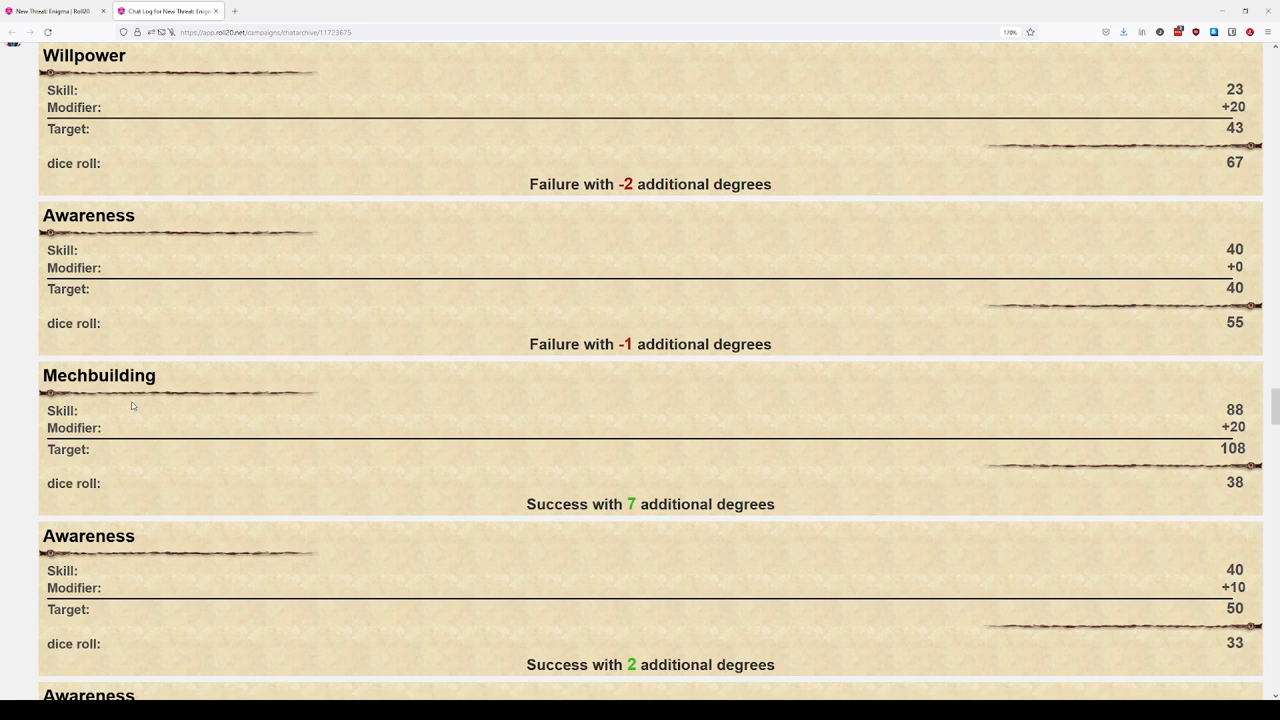 New Threat: Enigma | Roll20
Chat Log for New Threat: Enigm
https://app.roll20.net/campaigns/chatarchive/11723675
170%
Willpower
Skill: 23
Modifier: +20
Target: 43
dice roll: 67
Failure with -2 additional degrees
Awareness
Skill: 40
Modifier: +0
Target: 40
dice roll: 55
Failure with -1 additional degrees
Mechbuilding
Skill: 88
Modifier: +20
Target: 108
dice roll: 38
Success with 7 additional degrees
Awareness
Skill: 40
Modifier: +10
Target: 50
dice roll: 33
Success with 2 additional degrees
Awareness